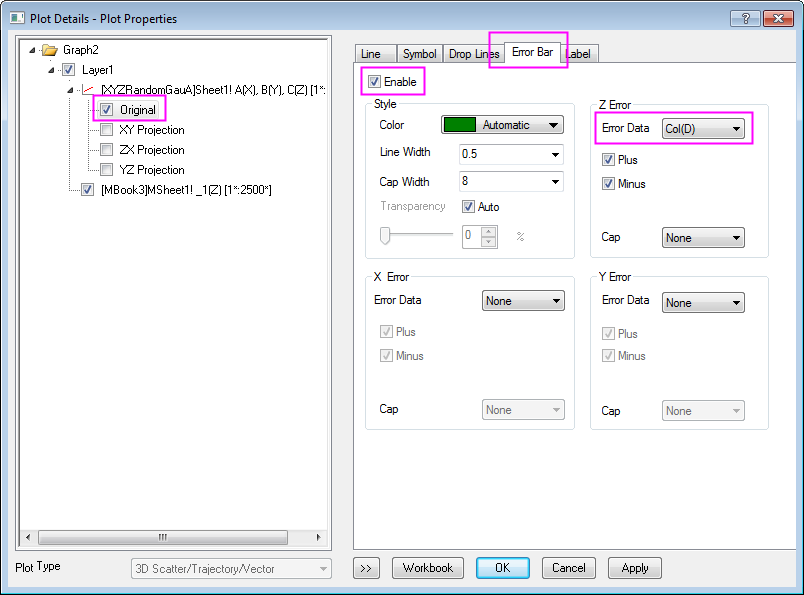 Plot Details - Plot Properties
Graph2
Layer1
[XYZRandomGauA]Sheet1! A(X), B(Y), C(Z) [1*:
Original
XY Projection
ZX Projection
YZ Projection
[MBook3]MSheet1! _1(Z) [1*:2500*]
Plot Type
3D Scatter/Trajectory/Vector
Line
Symbol
Drop Lines
Error Bar
Label
Enable
Style
Color
Automatic
Line Width
0.5
Cap Width
8
Transparency
Auto
0
%
Z Error
Error Data
Col(D)
Plus
Minus
Cap
None
X Error
Error Data
None
Plus
Minus
Cap
None
Y Error
Error Data
None
Plus
Minus
Cap
None
>>
Workbook
OK
Cancel
Apply